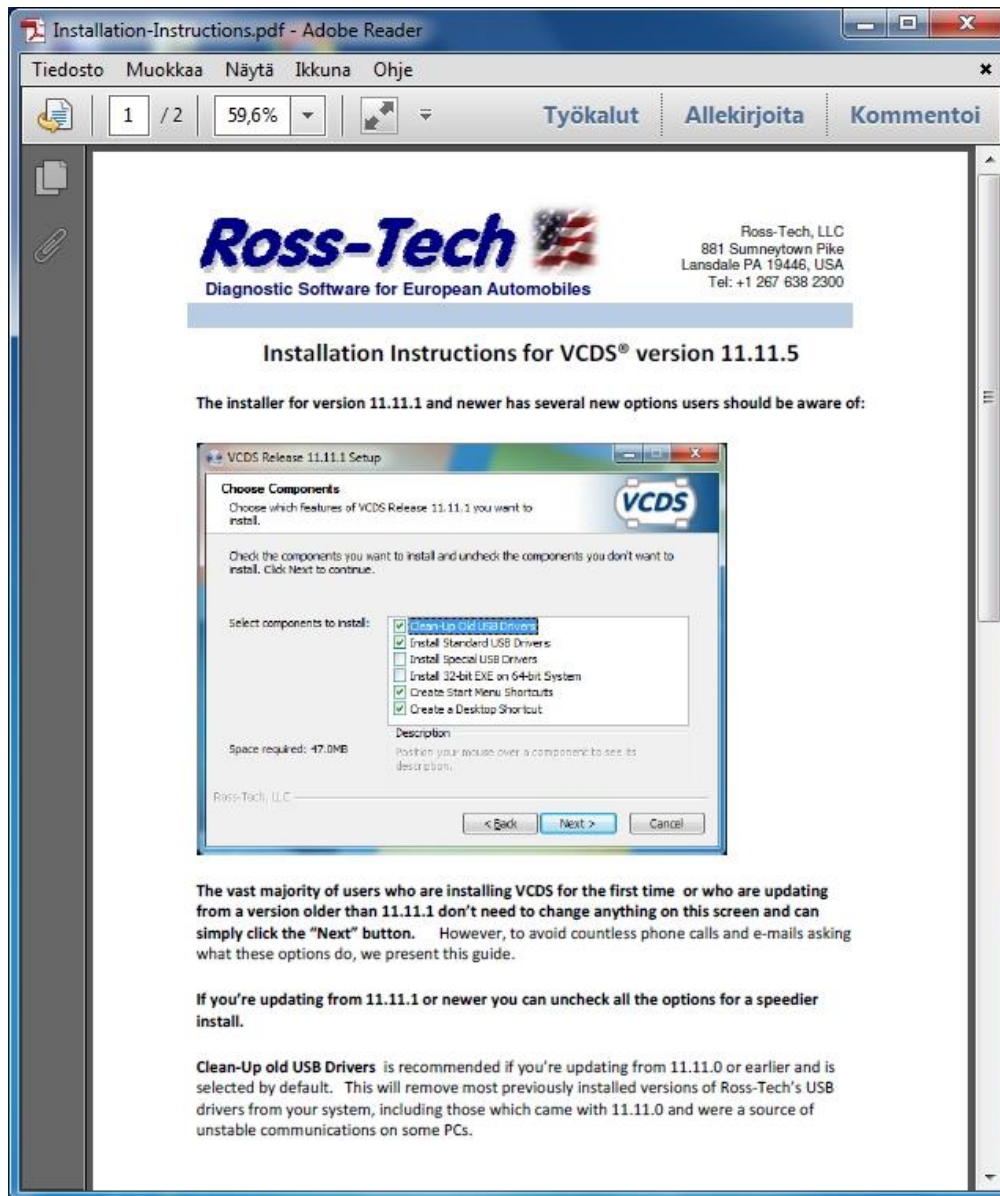 Installation-Instructions.pdf - Adobe Reader
Tiedosto Muokkaa Näytä Ikkuna Ohje
1 / 2 59,6% Työkalut Allekirjoita Kommentoi
Ross-Tech
Diagnostic Software for European Automobiles
Ross-Tech, LLC
881 Sumneytown Pike
Lansdale PA 19446, USA
Tel: +1 267 638 2300
Installation Instructions for VCDS® version 11.11.5
The installer for version 11.11.1 and newer has several new options users should be aware of:
VCDS Release 11.11.1 Setup
Choose Components
Choose which features of VCDS Release 11.11.1 you want to
install.
VCDS
Check the components you want to install and uncheck the components you don't want to
install. Click Next to continue.
Select components to install:
Clean-Up Old USB Drivers
Install Standard USB Drivers
Install Special USB Drivers
Install 32-bit EXE on 64-bit System
Create Start Menu Shortcuts
Create a Desktop Shortcut
Space required: 47.0MB
Description
Position your mouse over a component to see its
description.
Ross-Tech, LLC
< Back Next > Cancel
The vast majority of users who are installing VCDS for the first time or who are updating
from a version older than 11.11.1 don't need to change anything on this screen and can
simply click the “Next” button. However, to avoid countless phone calls and e-mails asking
what these options do, we present this guide.
If you're updating from 11.11.1 or newer you can uncheck all the options for a speedier
install.
Clean-Up old USB Drivers is recommended if you're updating from 11.11.0 or earlier and is
selected by default. This will remove most previously installed versions of Ross-Tech's USB
drivers from your system, including those which came with 11.11.0 and were a source of
unstable communications on some PCs.